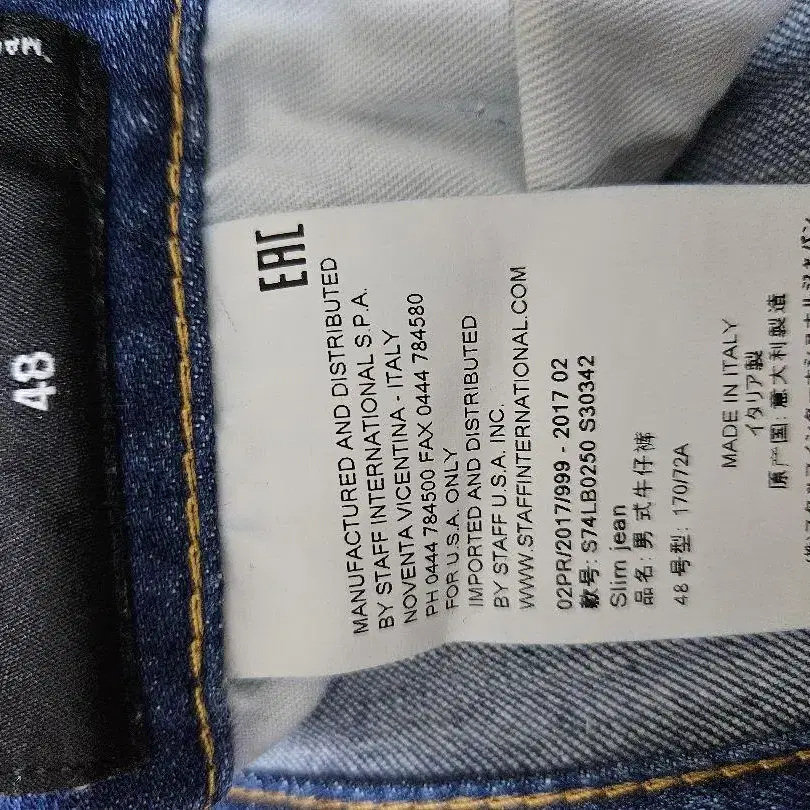 48
EAC
MANUFACTURED AND DISTRIBUTED
BY STAFF INTERNATIONAL S.P.A.
NOVENTA VICENTINA - ITALY
PH 0444 784500 FAX 0444 784580
FOR U.S.A. ONLY
IMPORTED AND DISTRIBUTED
BY STAFF U.S.A. INC.
WWW.STAFFINTERNATIONAL.COM
02PR/2017/999 - 2017 02
款号: S74LB0250 S30342
Slim jean
品名: 男式牛仔裤
48 号型: 170/72A
MADE IN ITALY
イタリア製
原产国: 意大利製造